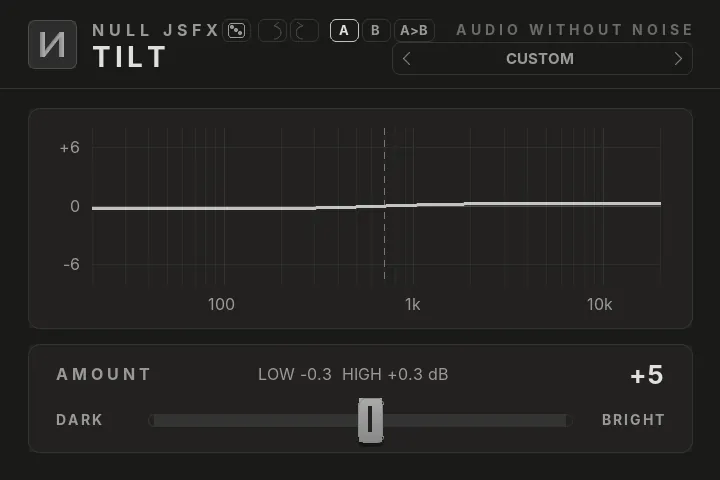 NULL JSFX
A B A>B
AUDIO WITHOUT NOISE
TILT
CUSTOM
+6
0
-6
100 1k 10k
AMOUNT LOW -0.3 HIGH +0.3 dB +5
DARK BRIGHT